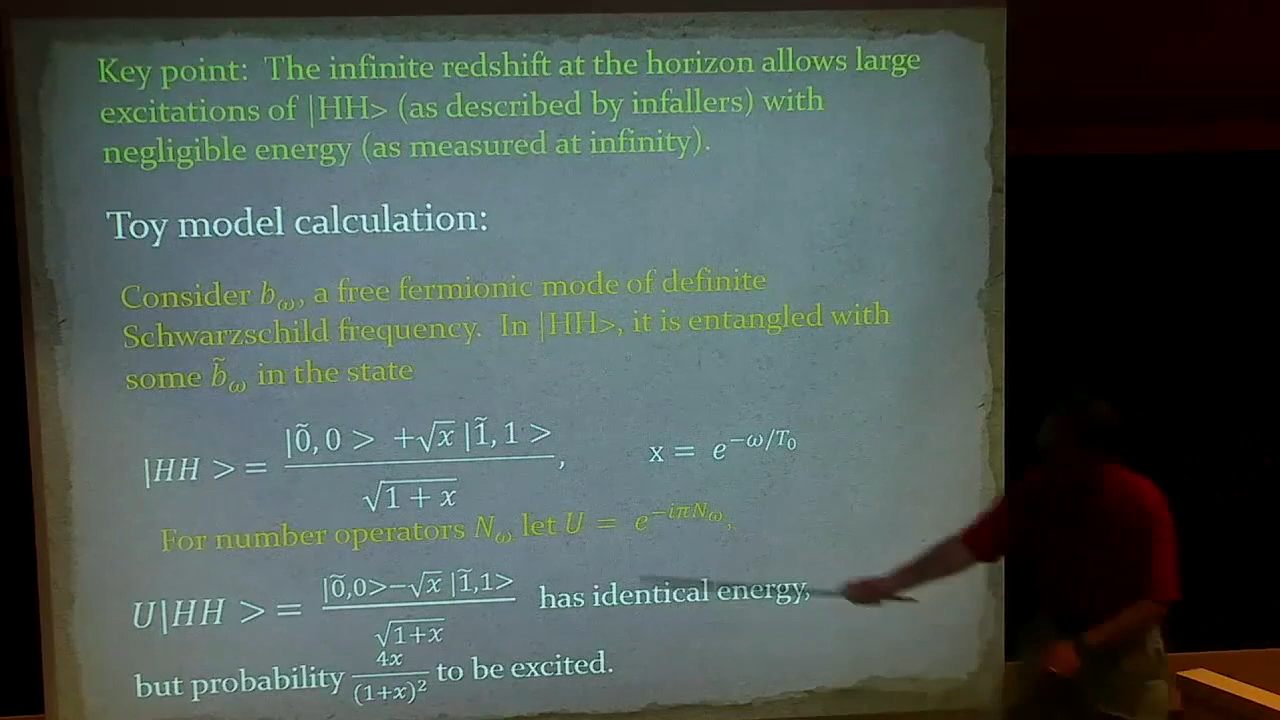 Key point: The infinite redshift at the horizon allows large
excitations of |HH> (as described by infallers) with
negligible energy (as measured at infinity).
Toy model calculation:
Consider b_ω, a free fermionic mode of definite
Schwarzschild frequency. In |HH>, it is entangled with
some b̃_ω in the state
|HH >= (|0̃,0 > +√x |1̃,1 >)/√(1 + x), x = e^(−ω/T₀)
For number operators N_ω let U = e^(−iπN_ω),
U|HH >= (|0̃,0>−√x |1̃,1>)/√(1+x) has identical energy,
but probability 4x/(1+x)² to be excited.